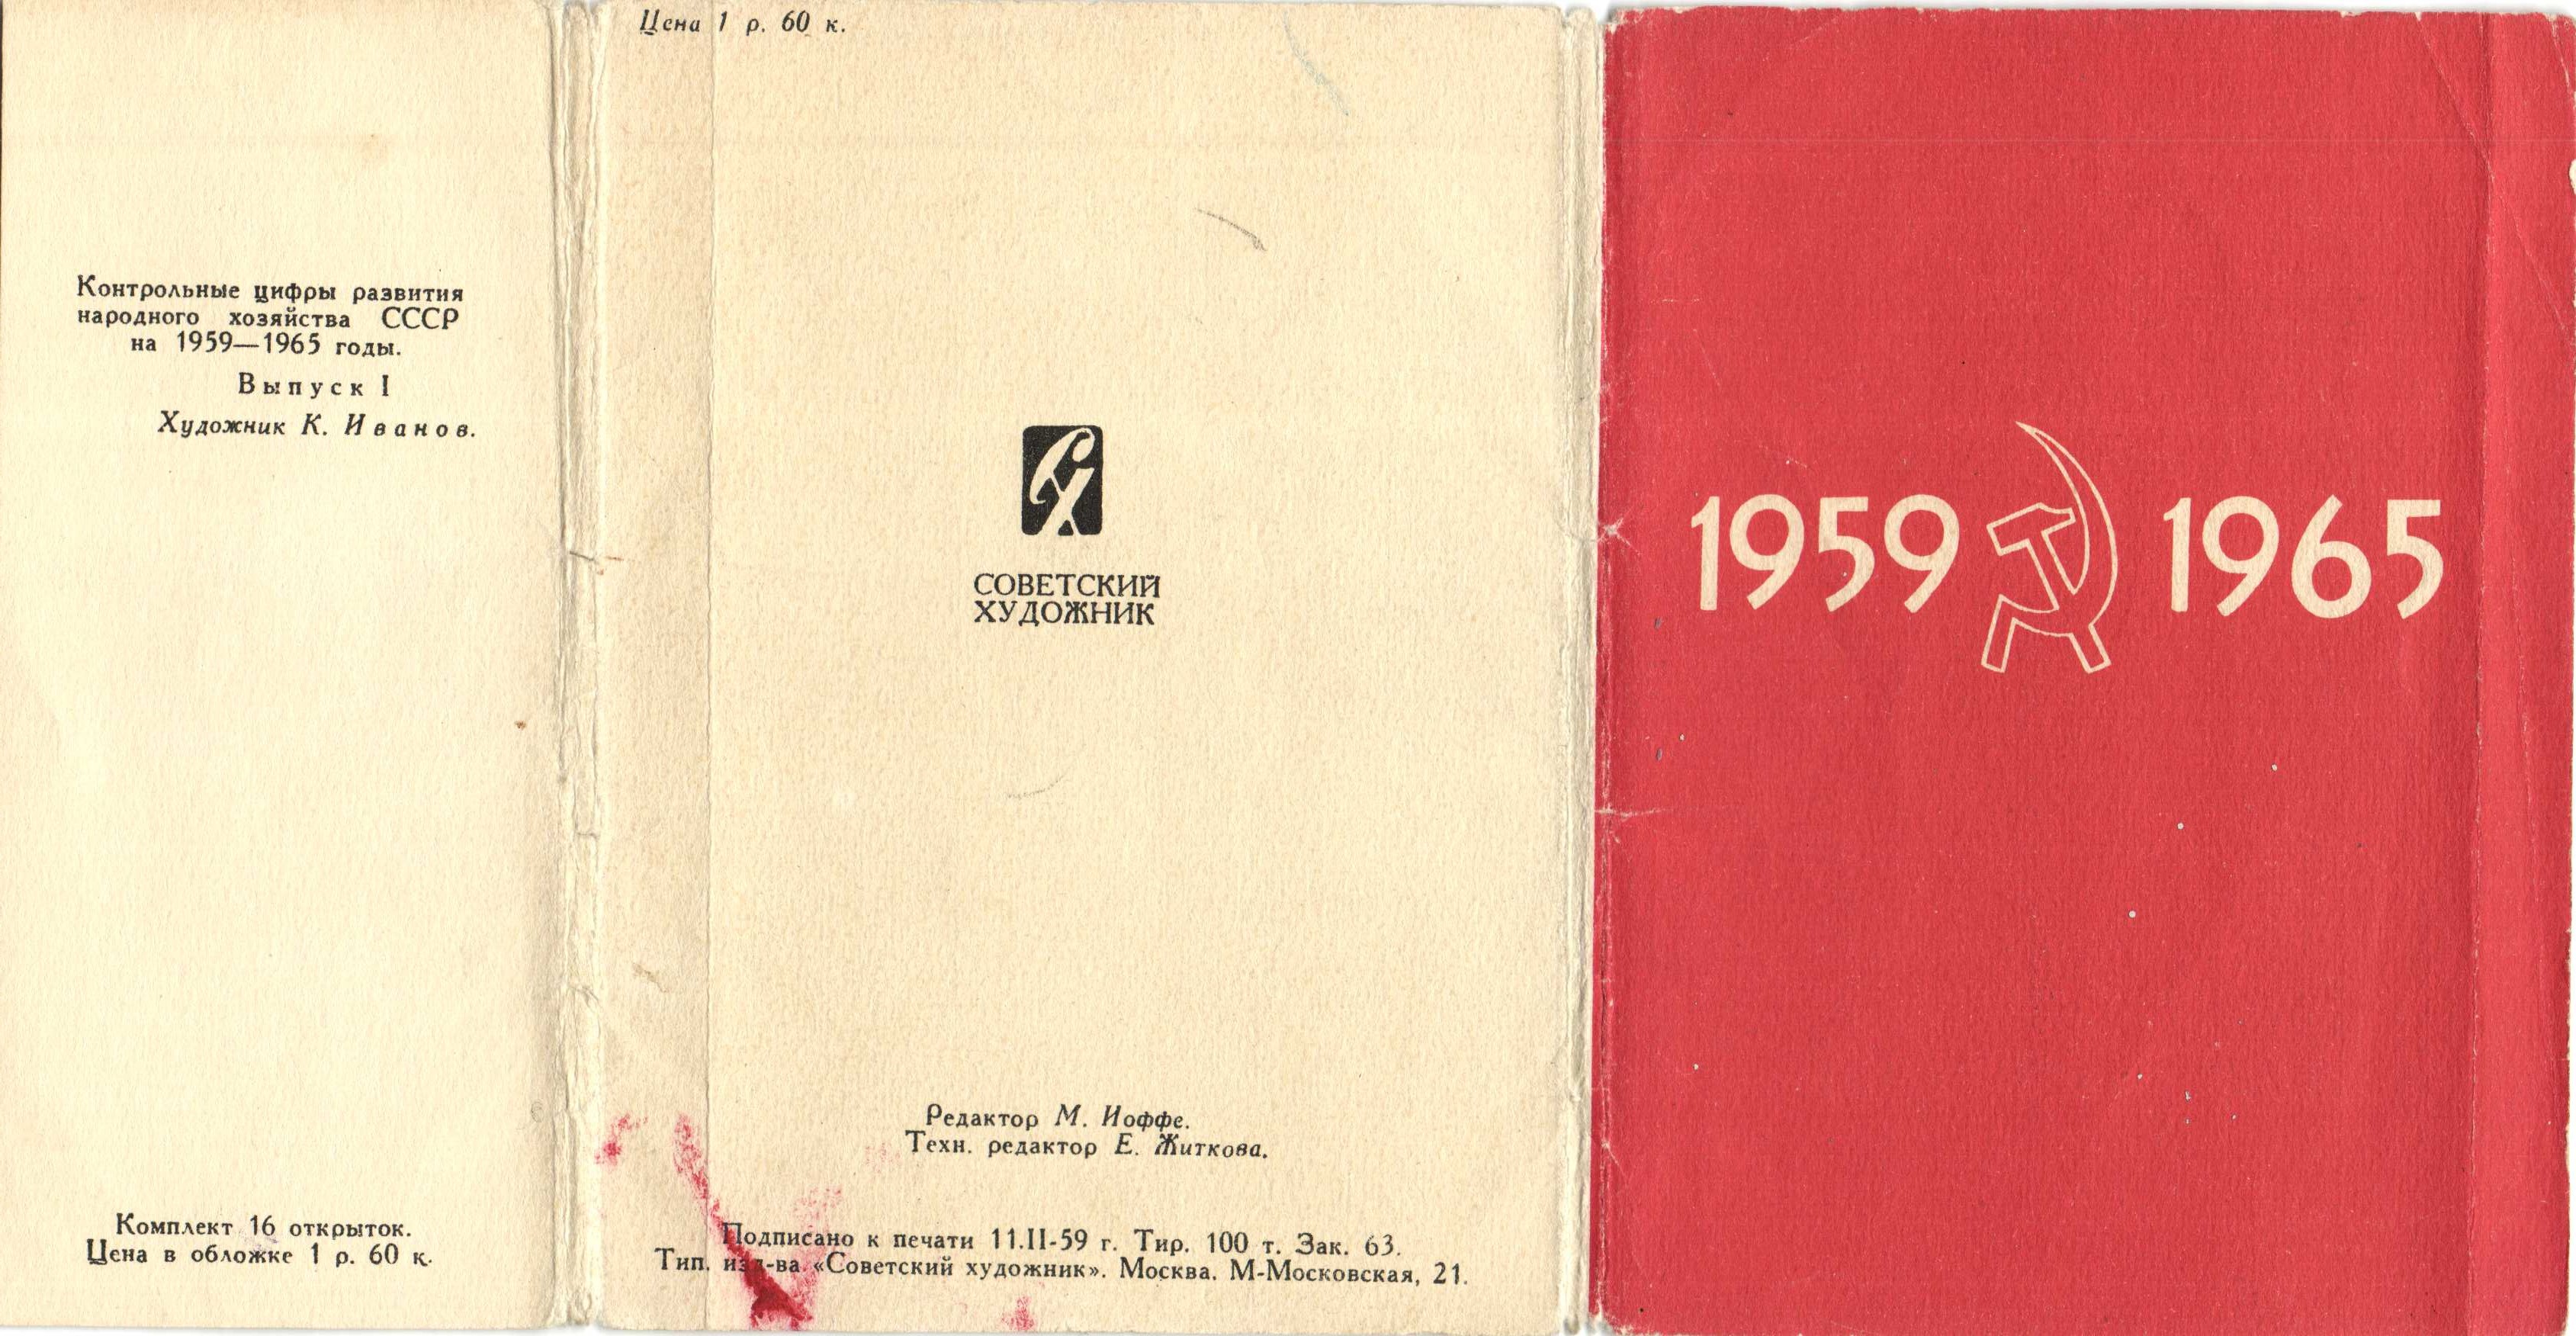 Контрольные цифры развития
народного хозяйства СССР
на 1959—1965 годы.
Выпуск I
Художник К. Иванов.
Комплект 16 открыток.
Цена в обложке 1 р. 60 к.
Цена 1 р. 60 к.
СОВЕТСКИЙ
ХУДОЖНИК
Редактор М. Иоффе.
Техн. редактор Е. Житкова.
Подписано к печати 11.II-59 г. Тир. 100 т. Зак. 63.
Тип. изд-ва «Советский художник». Москва. М-Московская, 21.
1959 1965